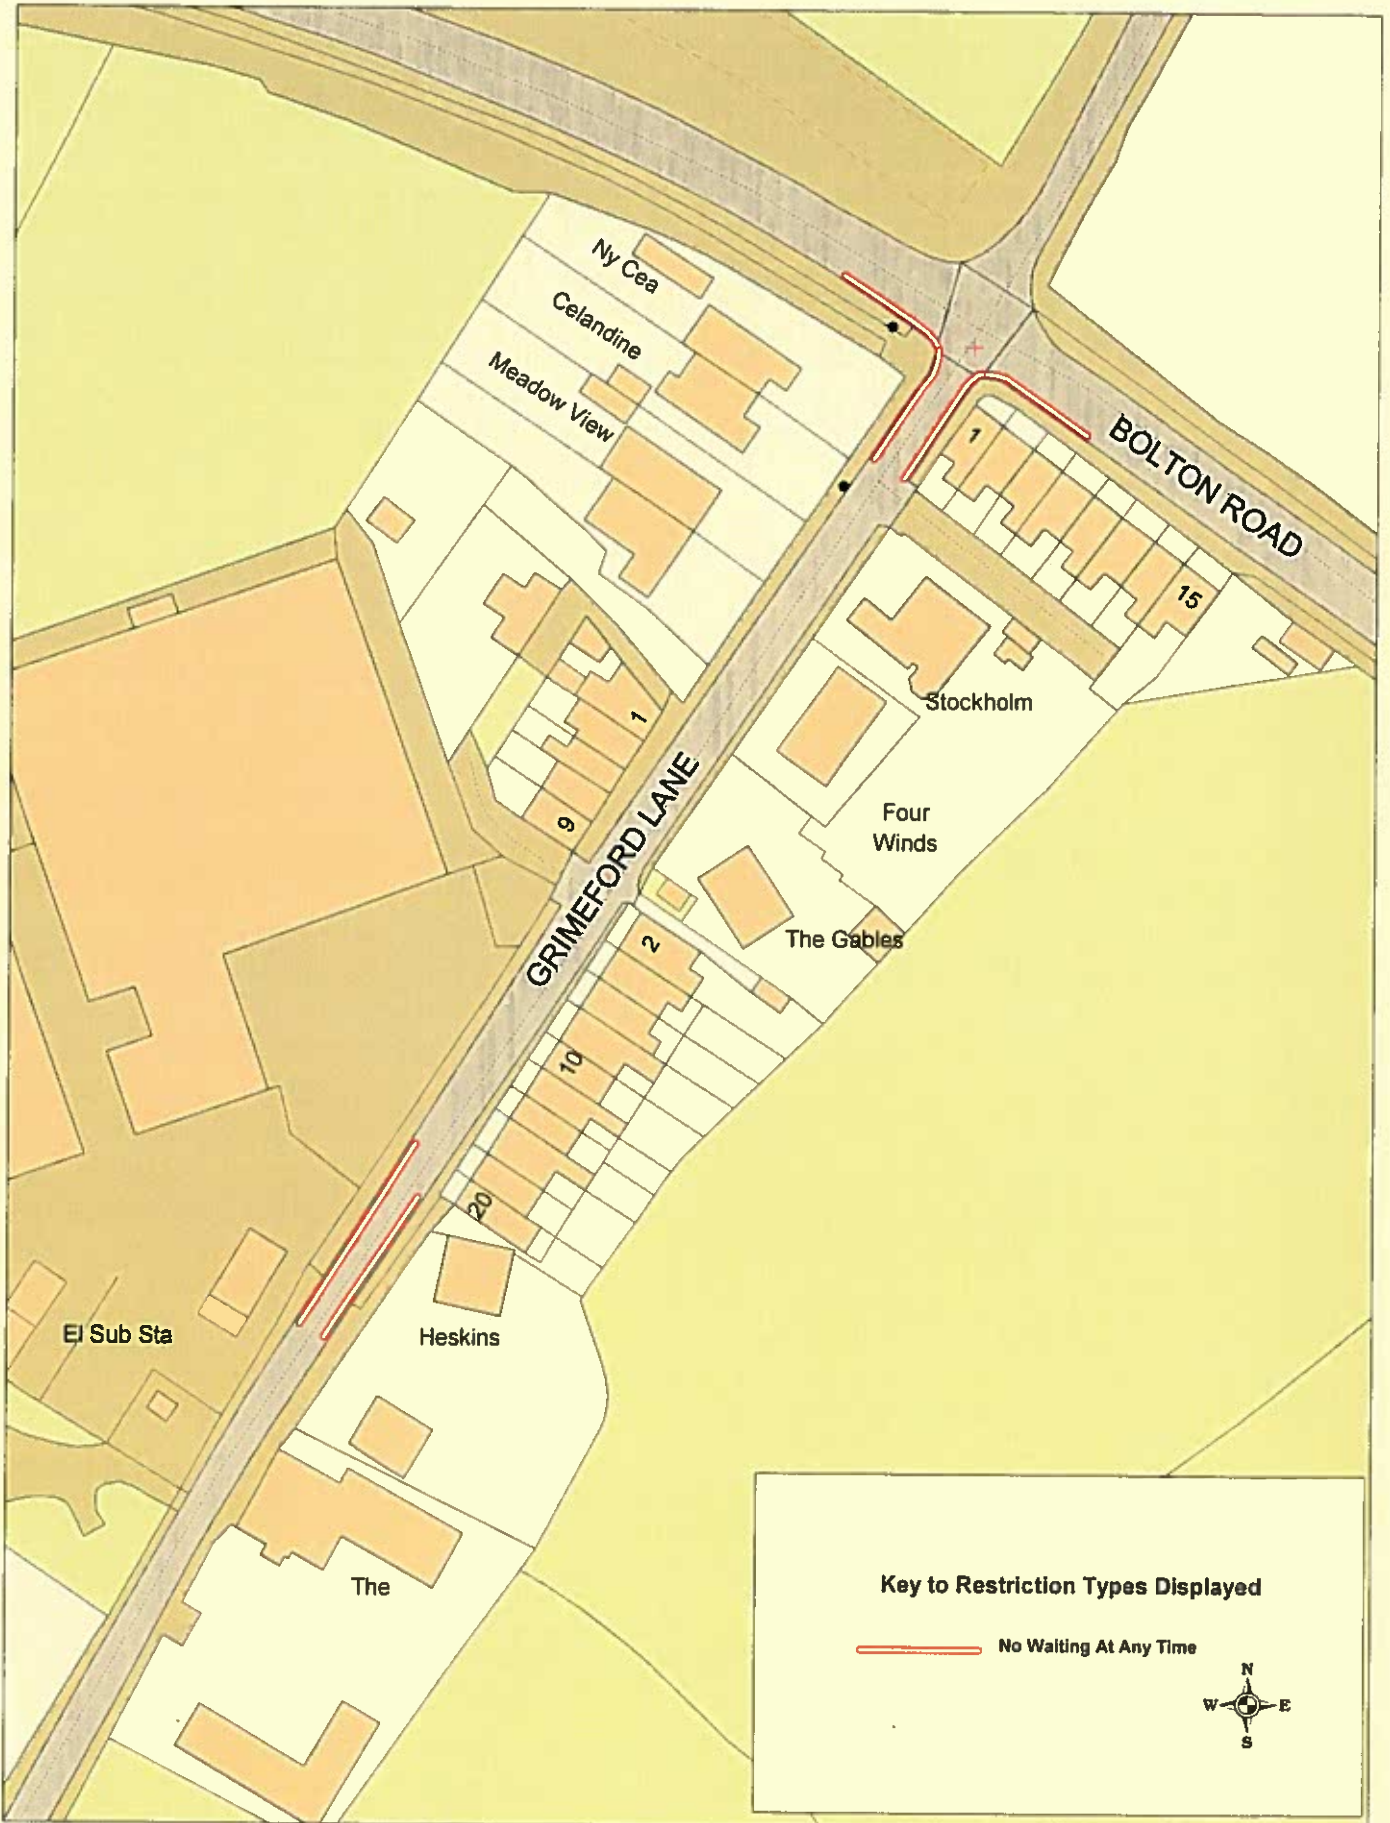 Ny Cea
Celandine
Meadow View
BOLTON ROAD
1
15
Stockholm
1
9
GRIMEFORD LANE
Four
Winds
The Gables
2
10
20
El Sub Sta
Heskins
The
Key to Restriction Types Displayed
No Waiting At Any Time
N
W E
S